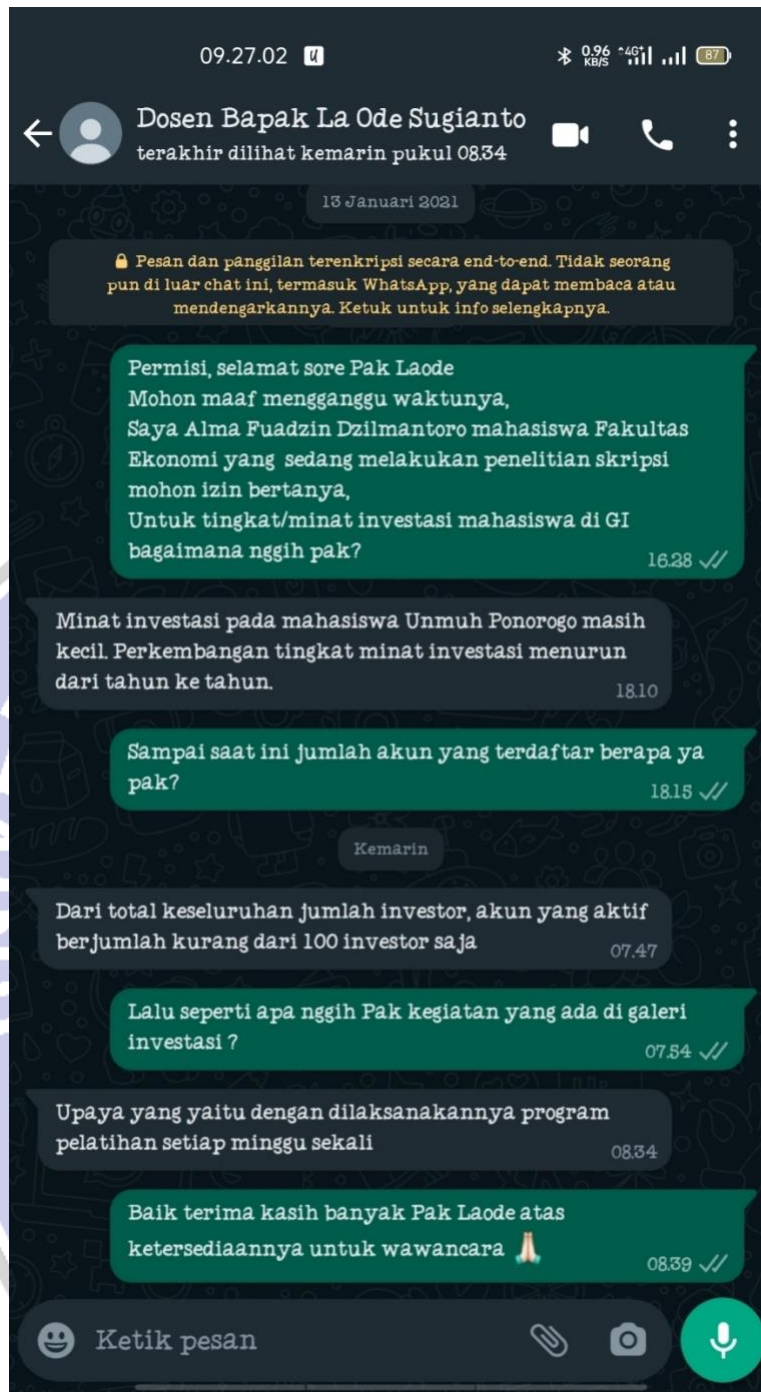 09.27.02 u 0.96 KB/S 4G+ 87
Dosen Bapak La Ode Sugianto
terakhir dilihat kemarin pukul 08.34
13 Januari 2021
Pesan dan panggilan terenkripsi secara end-to-end. Tidak seorang
pun di luar chat ini, termasuk WhatsApp, yang dapat membaca atau
mendengarkannya. Ketuk untuk info selengkapnya.
Permisi, selamat sore Pak Laode
Mohon maaf mengganggu waktunya,
Saya Alma Fuadzin Dzilmantoro mahasiswa Fakultas
Ekonomi yang sedang melakukan penelitian skripsi
mohon izin bertanya,
Untuk tingkat/minat investasi mahasiswa di GI
bagaimana nggih pak?
16.28
Minat investasi pada mahasiswa Unmuh Ponorogo masih
kecil. Perkembangan tingkat minat investasi menurun
dari tahun ke tahun.
18.10
Sampai saat ini jumlah akun yang terdaftar berapa ya
pak?
18.15
Kemarin
Dari total keseluruhan jumlah investor, akun yang aktif
berjumlah kurang dari 100 investor saja
07.47
Lalu seperti apa nggih Pak kegiatan yang ada di galeri
investasi ?
07.54
Upaya yang yaitu dengan dilaksanakannya program
pelatihan setiap minggu sekali
08.34
Baik terima kasih banyak Pak Laode atas
ketersediaannya untuk wawancara 🙏🏻
08.39
Ketik pesan